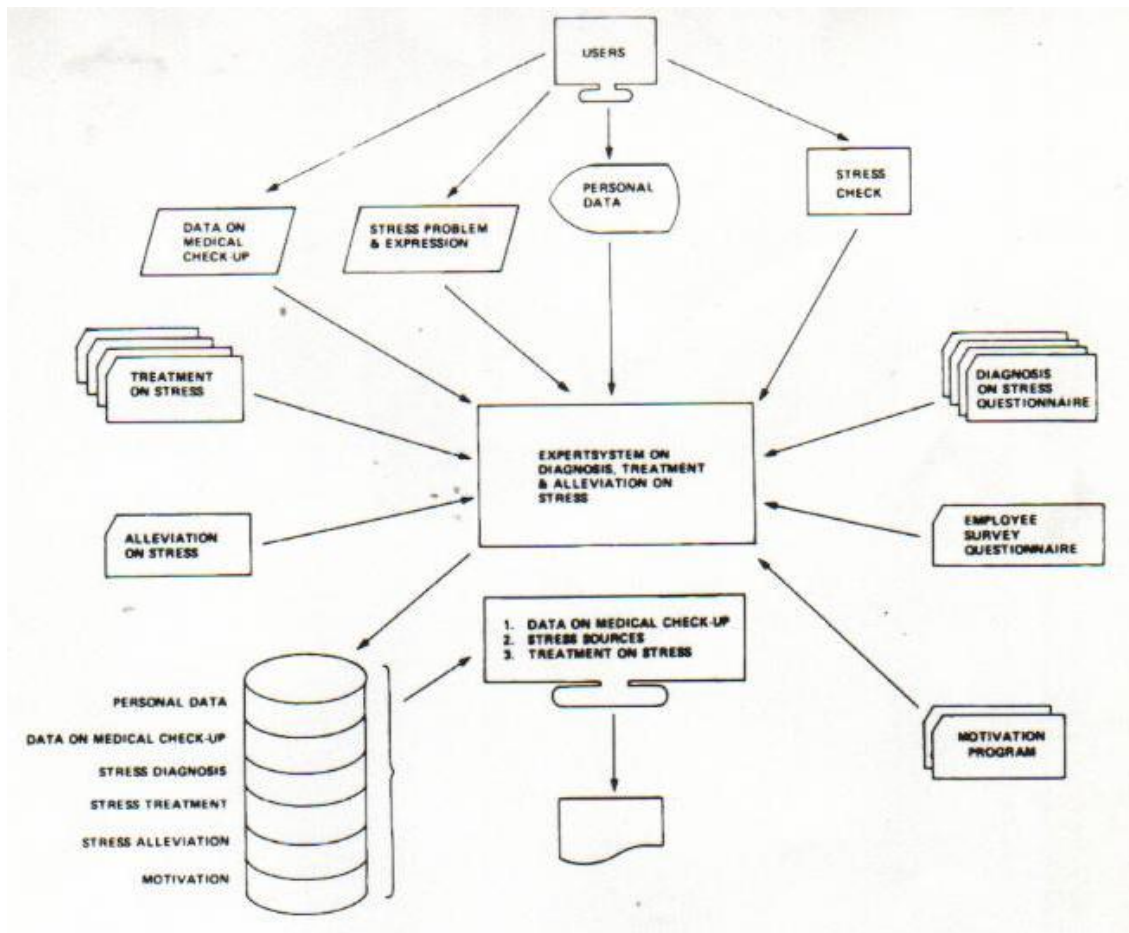 USERS
PERSONAL
DATA
STRESS
CHECK
DATA ON
MEDICAL
CHECK-UP
STRESS PROBLEM
& EXPRESSION
TREATMENT
ON STRESS
DIAGNOSIS
ON STRESS
QUESTIONNAIRE
EXPERTSYSTEM ON
DIAGNOSIS, TREATMENT
& ALLEVIATION ON
STRESS
ALLEVIATION
ON STRESS
EMPLOYEE
SURVEY
QUESTIONNAIRE
1. DATA ON MEDICAL CHECK-UP
2. STRESS SOURCES
3. TREATMENT ON STRESS
PERSONAL DATA
DATA ON MEDICAL CHECK-UP
STRESS DIAGNOSIS
STRESS TREATMENT
STRESS ALLEVIATION
MOTIVATION
MOTIVATION
PROGRAM